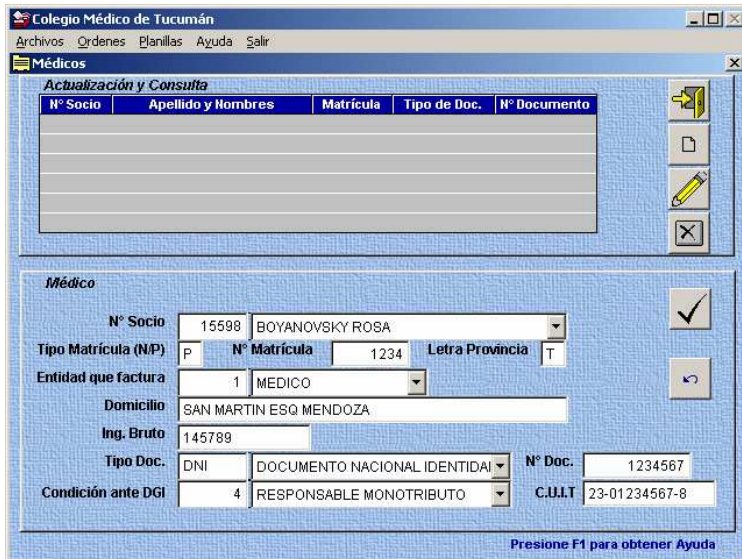 Colegio Médico de Tucumán
Archivos Ordenes Planillas Ayuda Salir
Médicos
Actualización y Consulta
N° Socio Apellido y Nombres Matrícula Tipo de Doc. N° Documento
Médico
N° Socio 15598 BOYANOVSKY ROSA
Tipo Matrícula (N/P) P N° Matrícula 1234 Letra Provincia T
Entidad que factura 1 MEDICO
Domicilio SAN MARTIN ESQ MENDOZA
Ing. Bruto 145789
Tipo Doc. DNI DOCUMENTO NACIONAL IDENTIDA N° Doc. 1234567
Condición ante DGI 4 RESPONSABLE MONOTRIBUTO C.U.I.T 23-01234567-8
Presione F1 para obtener Ayuda